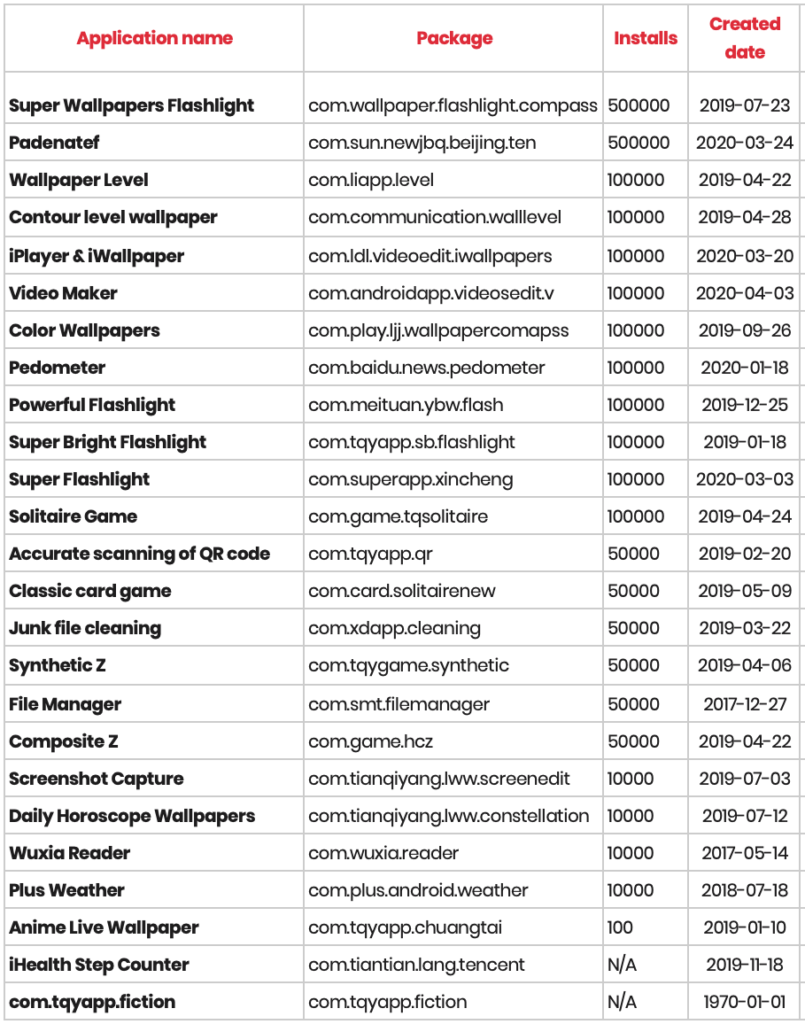 Application name Package Installs Created date
Super Wallpapers Flashlight com.wallpaper.flashlight.compass 500000 2019-07-23
Padenatef com.sun.newjbq.beijing.ten 500000 2020-03-24
Wallpaper Level com.liapp.level 100000 2019-04-22
Contour level wallpaper com.communication.walllevel 100000 2019-04-28
iPlayer & iWallpaper com.ldl.videoedit.iwallpapers 100000 2020-03-20
Video Maker com.androidapp.videosedit.v 100000 2020-04-03
Color Wallpapers com.play.ljj.wallpapercomapss 100000 2019-09-26
Pedometer com.baidu.news.pedometer 100000 2020-01-18
Powerful Flashlight com.meituan.ybw.flash 100000 2019-12-25
Super Bright Flashlight com.tqyapp.sb.flashlight 100000 2019-01-18
Super Flashlight com.superapp.xincheng 100000 2020-03-03
Solitaire Game com.game.tqsolitaire 100000 2019-04-24
Accurate scanning of QR code com.tqyapp.qr 50000 2019-02-20
Classic card game com.card.solitairenew 50000 2019-05-09
Junk file cleaning com.xdapp.cleaning 50000 2019-03-22
Synthetic Z com.tqygame.synthetic 50000 2019-04-06
File Manager com.smt.filemanager 50000 2017-12-27
Composite Z com.game.hcz 50000 2019-04-22
Screenshot Capture com.tianqiyang.lww.screenedit 10000 2019-07-03
Daily Horoscope Wallpapers com.tianqiyang.lww.constellation 10000 2019-07-12
Wuxia Reader com.wuxia.reader 10000 2017-05-14
Plus Weather com.plus.android.weather 10000 2018-07-18
Anime Live Wallpaper com.tqyapp.chuangtai 100 2019-01-10
iHealth Step Counter com.tiantian.lang.tencent N/A 2019-11-18
com.tqyapp.fiction com.tqyapp.fiction N/A 1970-01-01